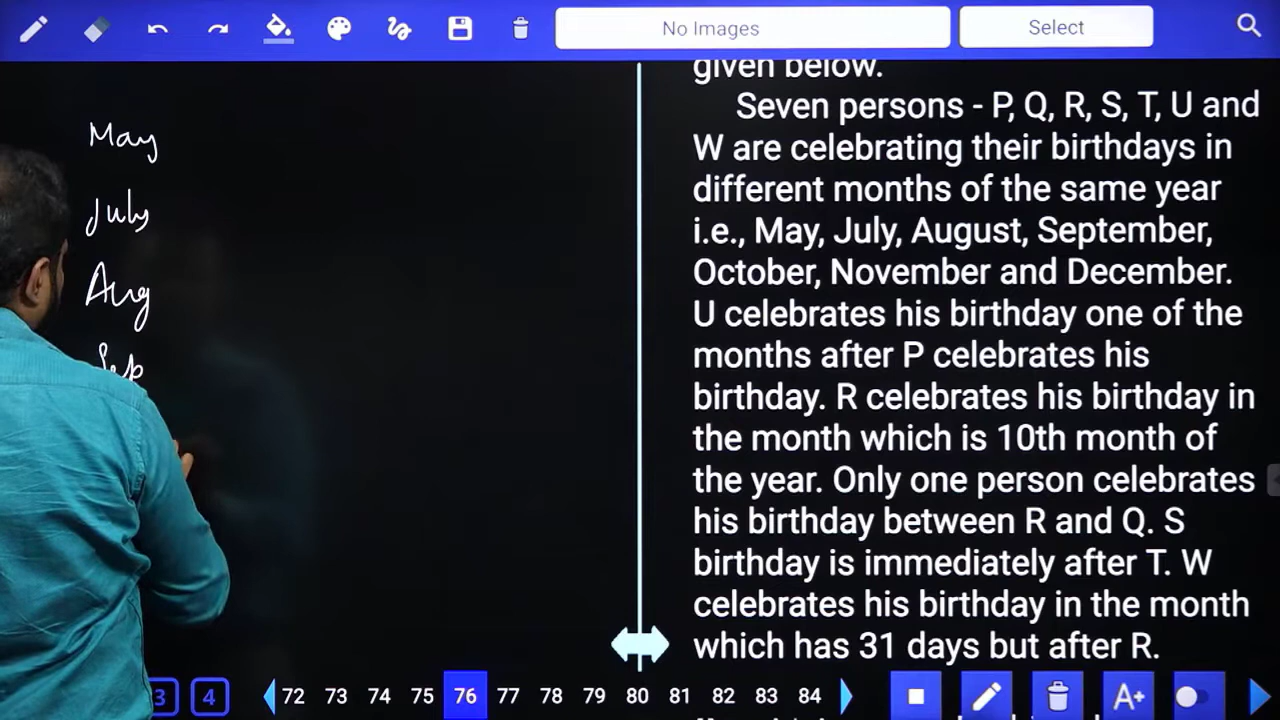 No Images
Select
given below.
Seven persons - P, Q, R, S, T, U and
W are celebrating their birthdays in
different months of the same year
i.e., May, July, August, September,
October, November and December.
U celebrates his birthday one of the
months after P celebrates his
birthday. R celebrates his birthday in
the month which is 10th month of
the year. Only one person celebrates
his birthday between R and Q. S
birthday is immediately after T. W
celebrates his birthday in the month
which has 31 days but after R.
May
July
Aug
Sep
3 4 72 73 74 75 76 77 78 79 80 81 82 83 84 A+